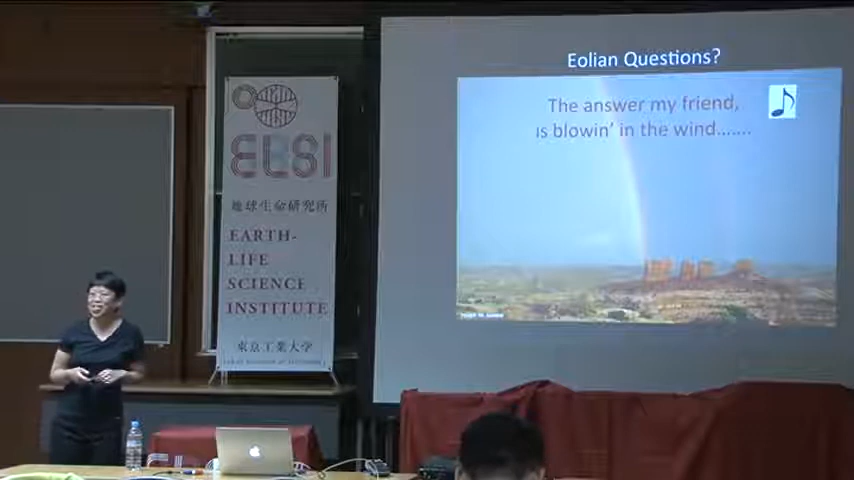 ELSI
地球生命研究所
EARTH-
LIFE
SCIENCE
INSTITUTE
東京工業大学
Eolian Questions?
The answer my friend,
is blowin’ in the wind.......